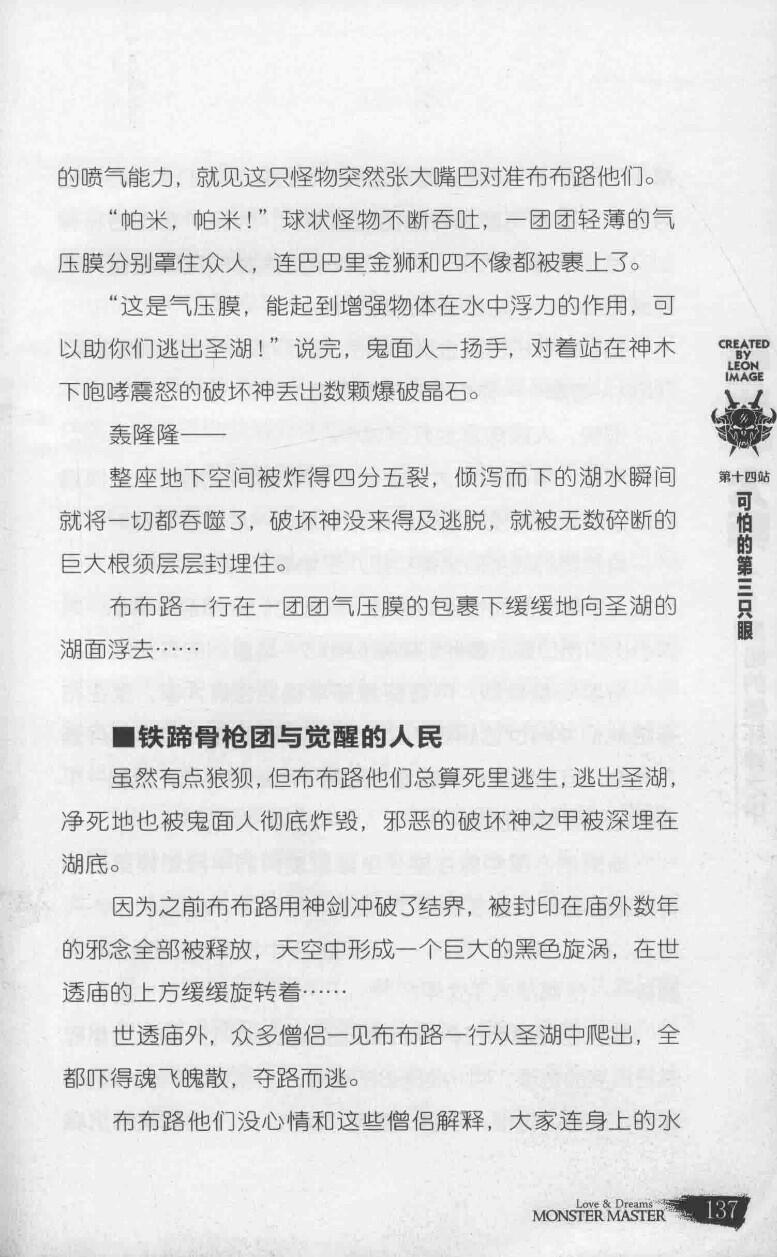 的喷气能力，就见这只怪物突然张大嘴巴对准布布路他们。
“帕米，帕米！”球状怪物不断吞吐，一团团轻薄的气
压膜分别罩住众人，连巴巴里金狮和四不像都被裹上了。
“这是气压膜，能起到增强物体在水中浮力的作用，可
以助你们逃出圣湖！”说完，鬼面人一扬手，对着站在神木
下咆哮震怒的破坏神丢出数颗爆破晶石。
轰隆隆——
整座地下空间被炸得四分五裂，倾泻而下的湖水瞬间
就将一切都吞噬了，破坏神没来得及逃脱，就被无数碎断的
巨大根须层层封埋住。
布布路一行在一团团气压膜的包裹下缓缓地向圣湖的
湖面浮去……
■铁蹄骨枪团与觉醒的人民
虽然有点狼狈，但布布路他们总算死里逃生，逃出圣湖，
净死地也被鬼面人彻底炸毁，邪恶的破坏神之甲被深埋在
湖底。
因为之前布布路用神剑冲破了结界，被封印在庙外数年
的邪念全部被释放，天空中形成一个巨大的黑色旋涡，在世
透庙的上方缓缓旋转着……
世透庙外，众多僧侣一见布布路一行从圣湖中爬出，全
都吓得魂飞魄散，夺路而逃。
布布路他们没心情和这些僧侣解释，大家连身上的水
CREATED
BY
LEON
IMAGE
第十四站
可怕的第三只眼
Love & Dreams
MONSTER MASTER
137